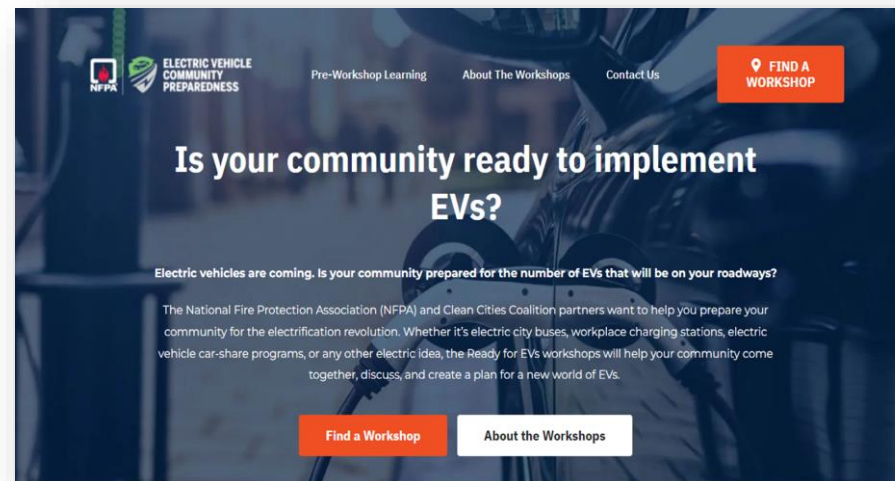 NFPA
ELECTRIC VEHICLE
COMMUNITY
PREPAREDNESS
Pre-Workshop Learning
About The Workshops
Contact Us
FIND A
WORKSHOP
Is your community ready to implement
EVs?
Electric vehicles are coming. Is your community prepared for the number of EVs that will be on your roadways?
The National Fire Protection Association (NFPA) and Clean Cities Coalition partners want to help you prepare your
community for the electrification revolution. Whether it's electric city buses, workplace charging stations, electric
vehicle car-share programs, or any other electric idea, the Ready for EVs workshops will help your community come
together, discuss, and create a plan for a new world of EVs.
Find a Workshop
About the Workshops